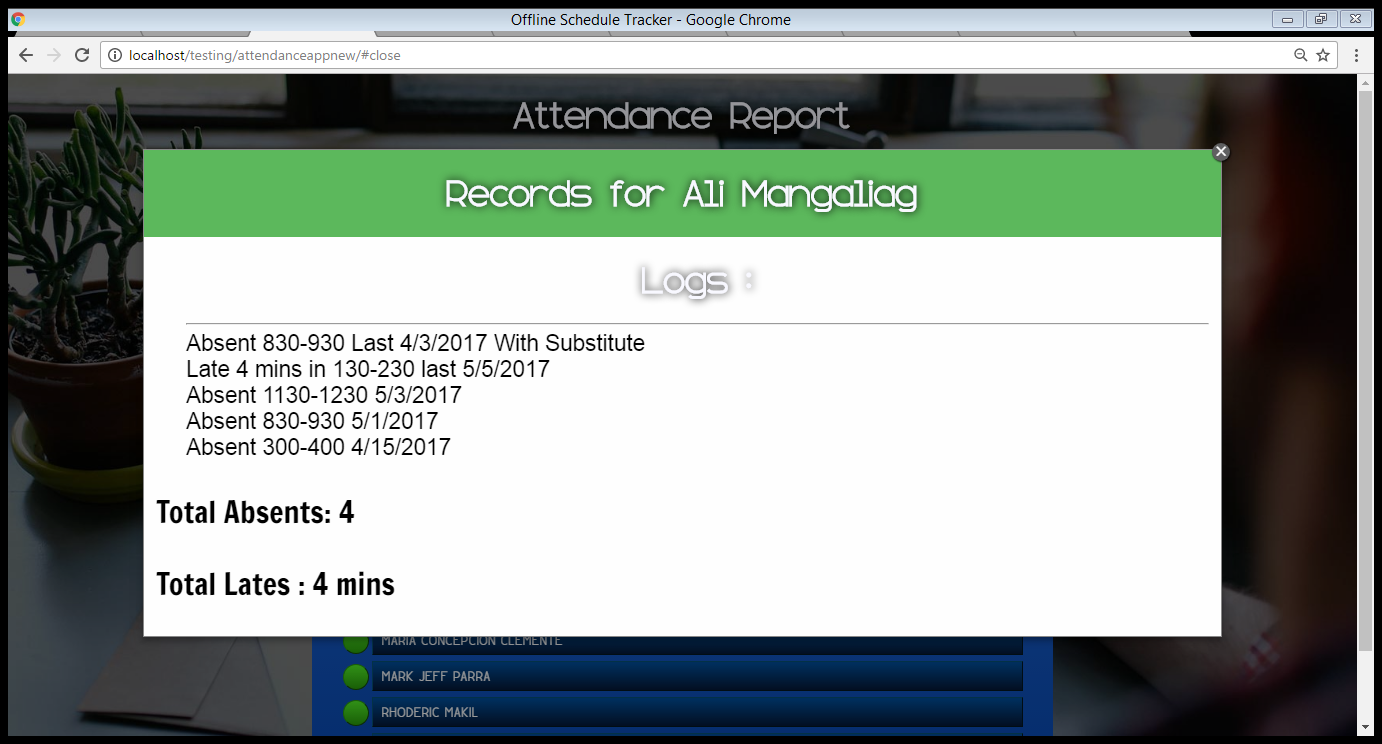 Offline Schedule Tracker - Google Chrome
localhost/testing/attendanceappnew/#close
Attendance Report
Records for Ali Mangaliag
Logs :
Absent 830-930 Last 4/3/2017 With Substitute
Late 4 mins in 130-230 last 5/5/2017
Absent 1130-1230 5/3/2017
Absent 830-930 5/1/2017
Absent 300-400 4/15/2017
Total Absents: 4
Total Lates : 4 mins
MARIA CONCEPCION CLEMENTE
MARK JEFF PARRA
RHODERIC MAKIL